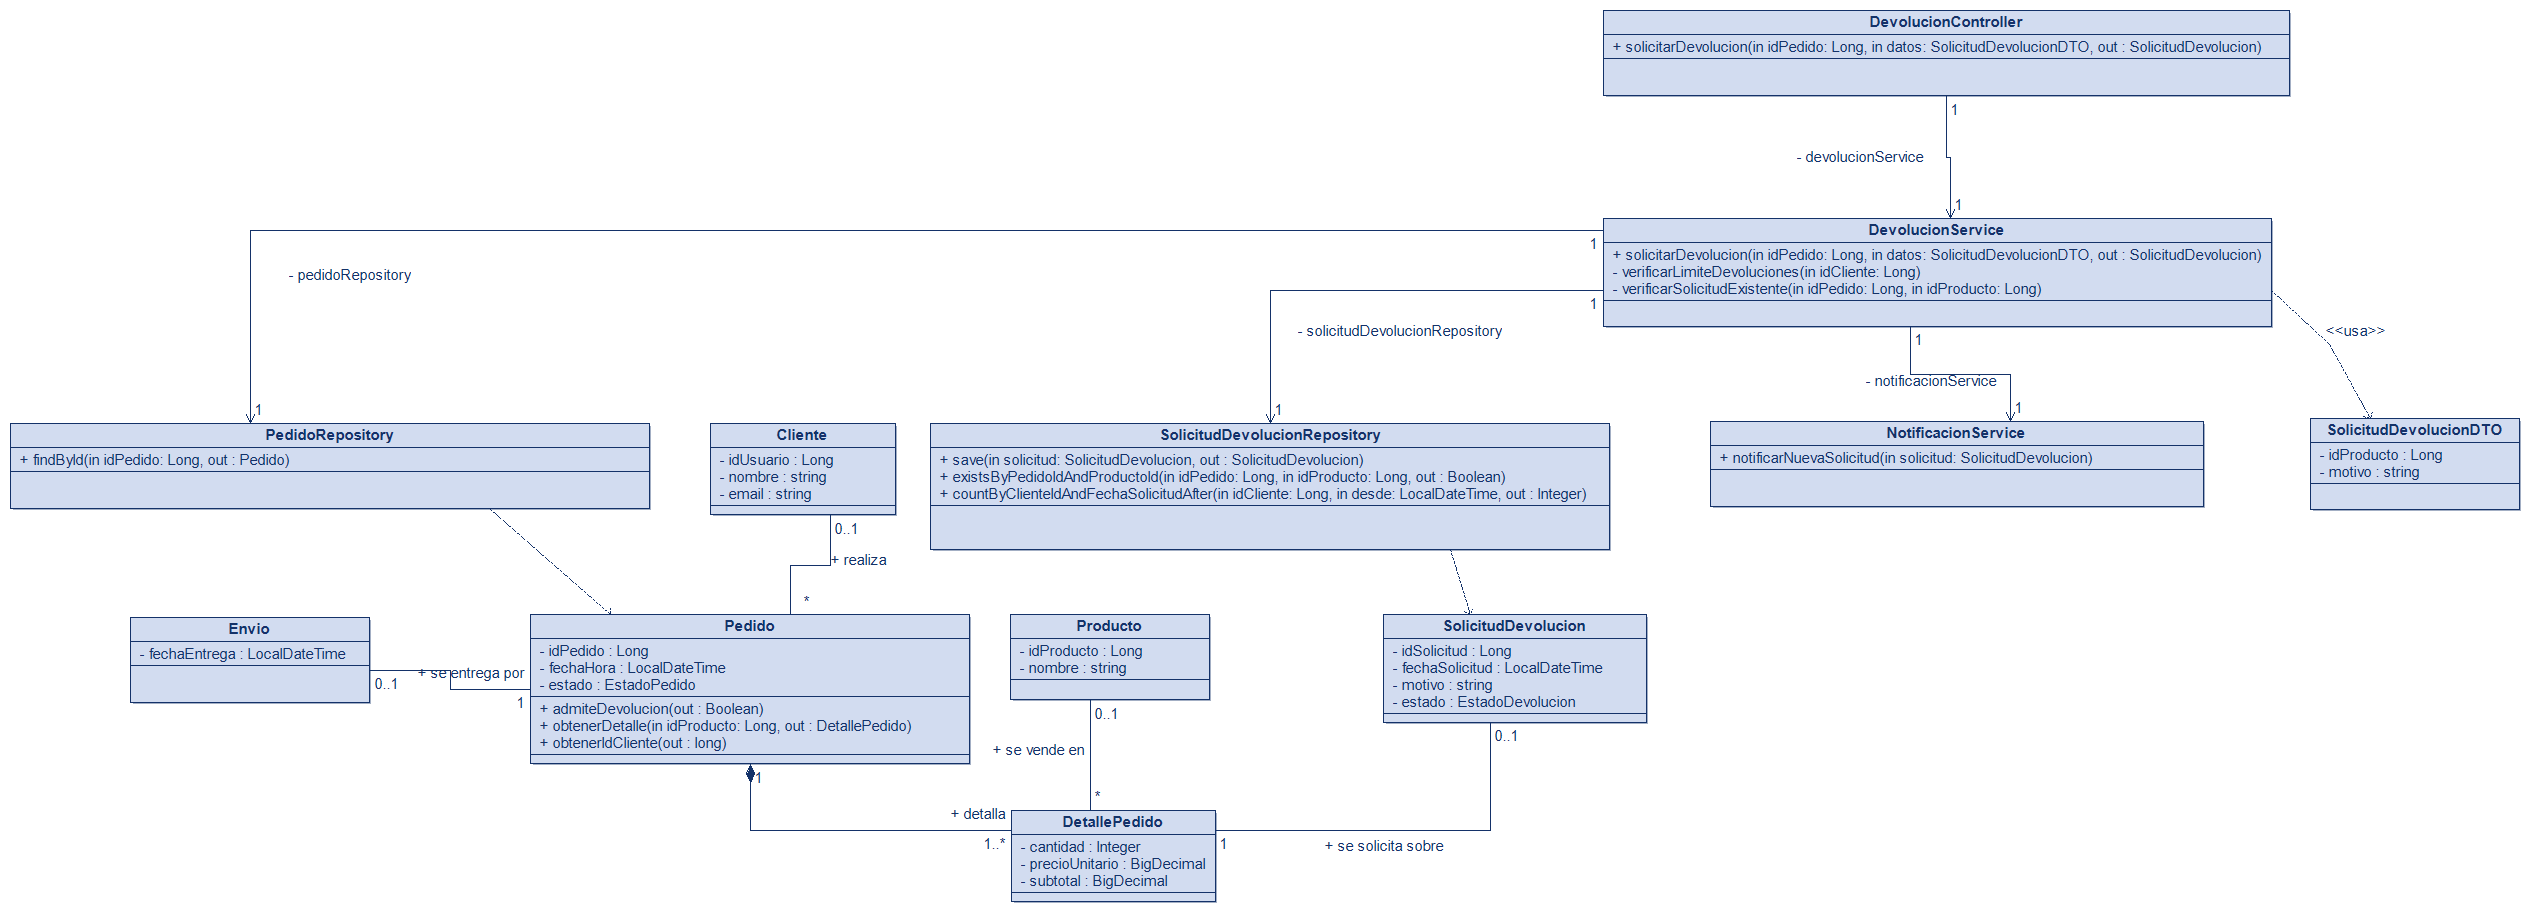 DevolucionController
+ solicitarDevolucion(in idPedido: Long, in datos: SolicitudDevolucionDTO, out : SolicitudDevolucion)
1
- devolucionService
1
DevolucionService
+ solicitarDevolucion(in idPedido: Long, in datos: SolicitudDevolucionDTO, out : SolicitudDevolucion)
- verificarLimiteDevoluciones(in idCliente: Long)
- verificarSolicitudExistente(in idPedido: Long, in idProducto: Long)
1
- pedidoRepository
1
1
- solicitudDevolucionRepository
1
1
- notificacionService
1
<<usa>>
PedidoRepository
+ findById(in idPedido: Long, out : Pedido)
Cliente
- idUsuario : Long
- nombre : string
- email : string
SolicitudDevolucionRepository
+ save(in solicitud: SolicitudDevolucion, out : SolicitudDevolucion)
+ existsByPedidoIdAndProductoId(in idPedido: Long, in idProducto: Long, out : Boolean)
+ countByClienteIdAndFechaSolicitudAfter(in idCliente: Long, in desde: LocalDateTime, out : Integer)
NotificacionService
+ notificarNuevaSolicitud(in solicitud: SolicitudDevolucion)
SolicitudDevolucionDTO
- idProducto : Long
- motivo : string
0..1
+ realiza
*
Envio
- fechaEntrega : LocalDateTime
+ se entrega por
0..1
1
Pedido
- idPedido : Long
- fechaHora : LocalDateTime
- estado : EstadoPedido
+ admiteDevolucion(out : Boolean)
+ obtenerDetalle(in idProducto: Long, out : DetallePedido)
+ obtenerIdCliente(out : long)
Producto
- idProducto : Long
- nombre : string
SolicitudDevolucion
- idSolicitud : Long
- fechaSolicitud : LocalDateTime
- motivo : string
- estado : EstadoDevolucion
0..1
+ se vende en
*
0..1
1
+ detalla
1..*
DetallePedido
- cantidad : Integer
- precioUnitario : BigDecimal
- subtotal : BigDecimal
1
+ se solicita sobre